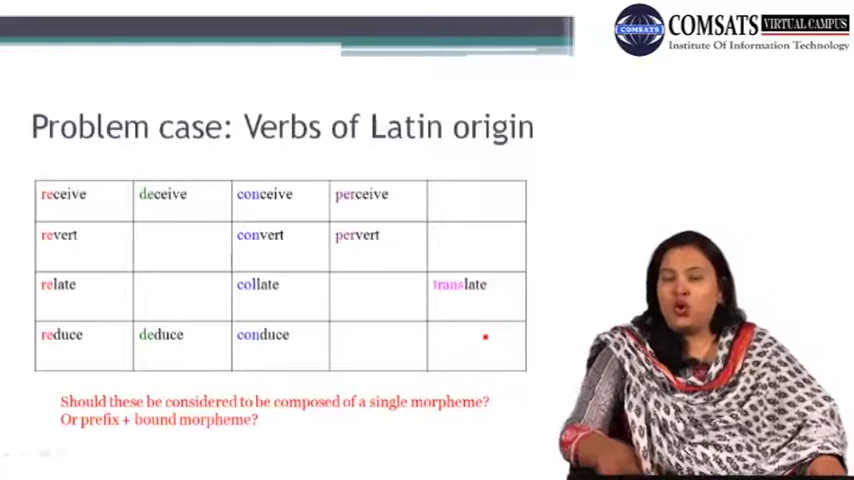 COMSATS
COMSATS VIRTUAL CAMPUS
Institute Of Information Technology
Problem case: Verbs of Latin origin
receive deceive conceive perceive
revert convert pervert
relate collate translate
reduce deduce conduce
Should these be considered to be composed of a single morpheme?
Or prefix + bound morpheme?